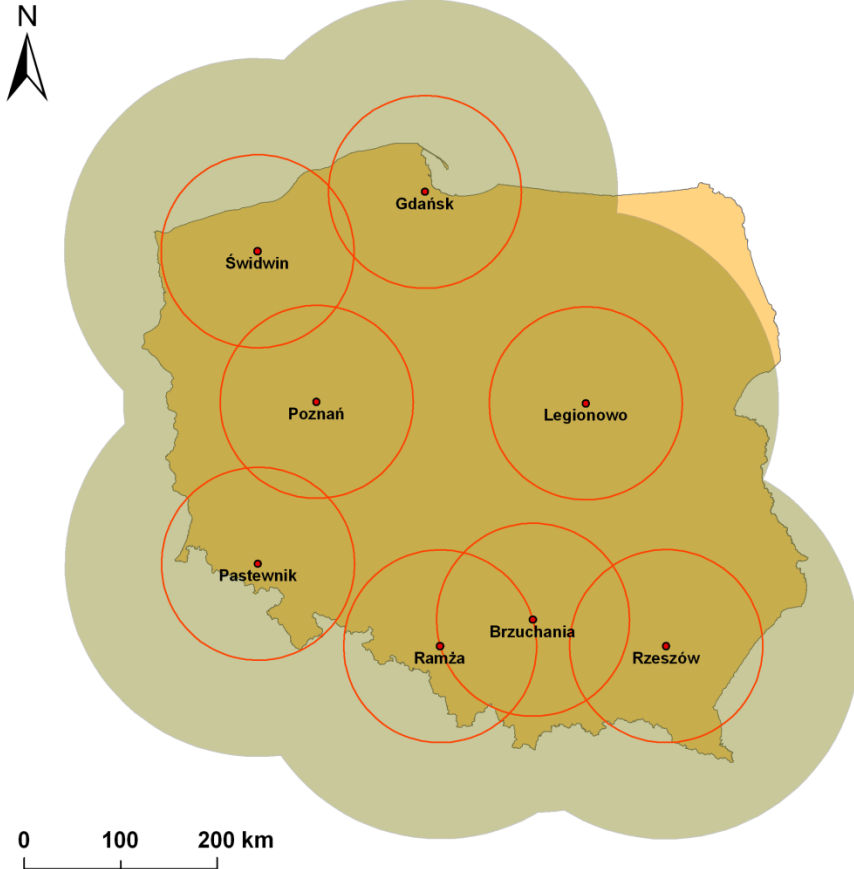 N
Gdańsk
Świdwin
Poznań
Legionowo
Pastewnik
Brzuchania
Ramża
Rzeszów
0 100 200 km